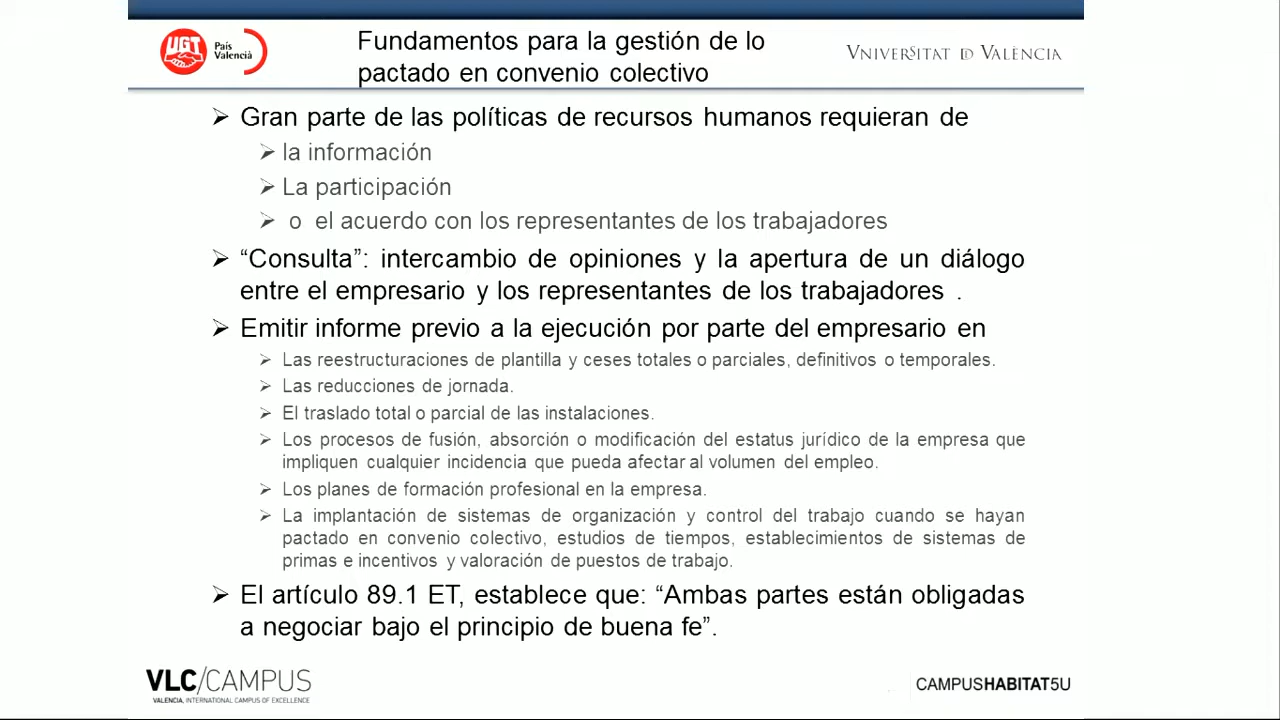 UGT
País
Valencià
Fundamentos para la gestión de lo
pactado en convenio colectivo
VNIVERSITAT DE VALÈNCIA
➢ Gran parte de las políticas de recursos humanos requieran de
➢ la información
➢ La participación
➢ o el acuerdo con los representantes de los trabajadores
➢ “Consulta”: intercambio de opiniones y la apertura de un diálogo
entre el empresario y los representantes de los trabajadores .
➢ Emitir informe previo a la ejecución por parte del empresario en
➢ Las reestructuraciones de plantilla y ceses totales o parciales, definitivos o temporales.
➢ Las reducciones de jornada.
➢ El traslado total o parcial de las instalaciones.
➢ Los procesos de fusión, absorción o modificación del estatus jurídico de la empresa que
impliquen cualquier incidencia que pueda afectar al volumen del empleo.
➢ Los planes de formación profesional en la empresa.
➢ La implantación de sistemas de organización y control del trabajo cuando se hayan
pactado en convenio colectivo, estudios de tiempos, establecimientos de sistemas de
primas e incentivos y valoración de puestos de trabajo.
➢ El artículo 89.1 ET, establece que: “Ambas partes están obligadas
a negociar bajo el principio de buena fe”.
VLC/CAMPUS
VALENCIA, INTERNATIONAL CAMPUS OF EXCELLENCE
CAMPUSHABITAT5U